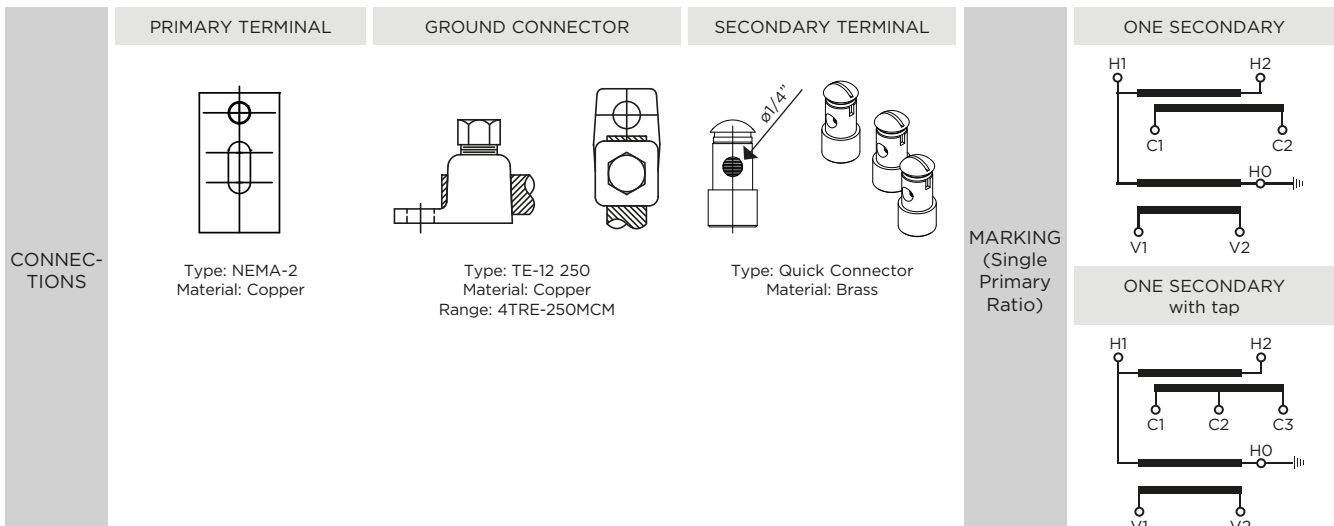 CONNEC-
TIONS
PRIMARY TERMINAL
Type: NEMA-2
Material: Copper
GROUND CONNECTOR
Type: TE-12 250
Material: Copper
Range: 4TRE-250MCM
SECONDARY TERMINAL
ø1/4"
Type: Quick Connector
Material: Brass
MARKING
(Single
Primary
Ratio)
ONE SECONDARY
H1 H2
C1 C2
H0
V1 V2
ONE SECONDARY
with tap
H1 H2
C1 C2 C3
H0
V1 V2